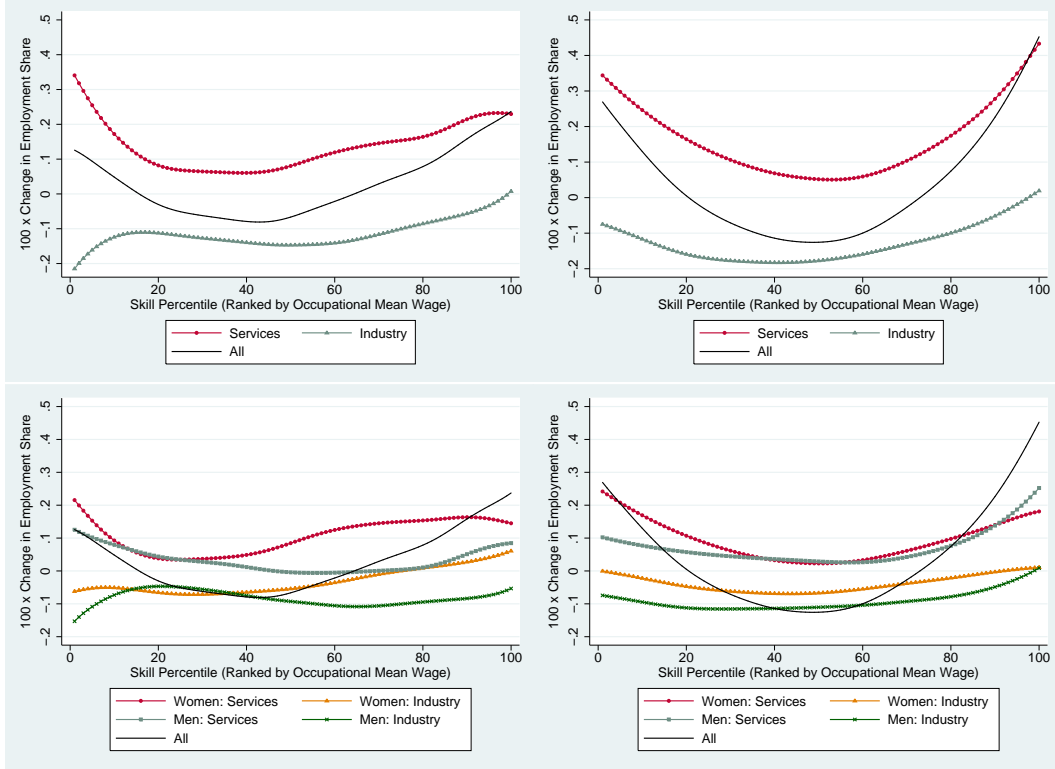 100 x Change in Employment Share
.5
.4
.3
.2
.1
0
-.1
-.2
0 20 40 60 80 100
Skill Percentile (Ranked by Occupational Mean Wage)
Services Industry
All
100 x Change in Employment Share
.5
.4
.3
.2
.1
0
-.1
-.2
0 20 40 60 80 100
Skill Percentile (Ranked by Occupational Mean Wage)
Services Industry
All
100 x Change in Employment Share
.5
.4
.3
.2
.1
0
-.1
-.2
0 20 40 60 80 100
Skill Percentile (Ranked by Occupational Mean Wage)
Women: Services Women: Industry
Men: Services Men: Industry
All
100 x Change in Employment Share
.5
.4
.3
.2
.1
0
-.1
-.2
0 20 40 60 80 100
Skill Percentile (Ranked by Occupational Mean Wage)
Women: Services Women: Industry
Men: Services Men: Industry
All